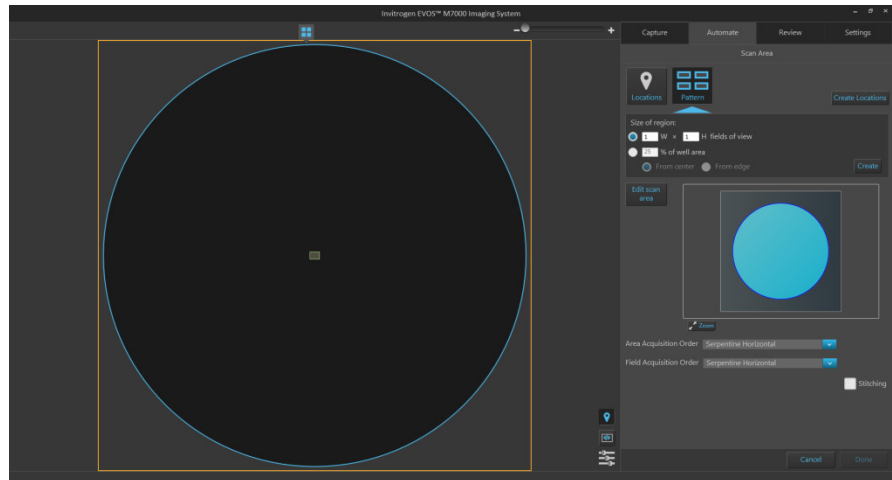 Invitrogen EVOS™ M7000 Imaging System
Capture Automate Review Settings
Scan Area
Locations Pattern Create Locations
Size of region:
1 W × 1 H fields of view
25 % of well area
From center From edge Create
Edit scan
area
Zoom
Area Acquisition Order Serpentine Horizontal
Field Acquisition Order Serpentine Horizontal
Stitching
Cancel Done